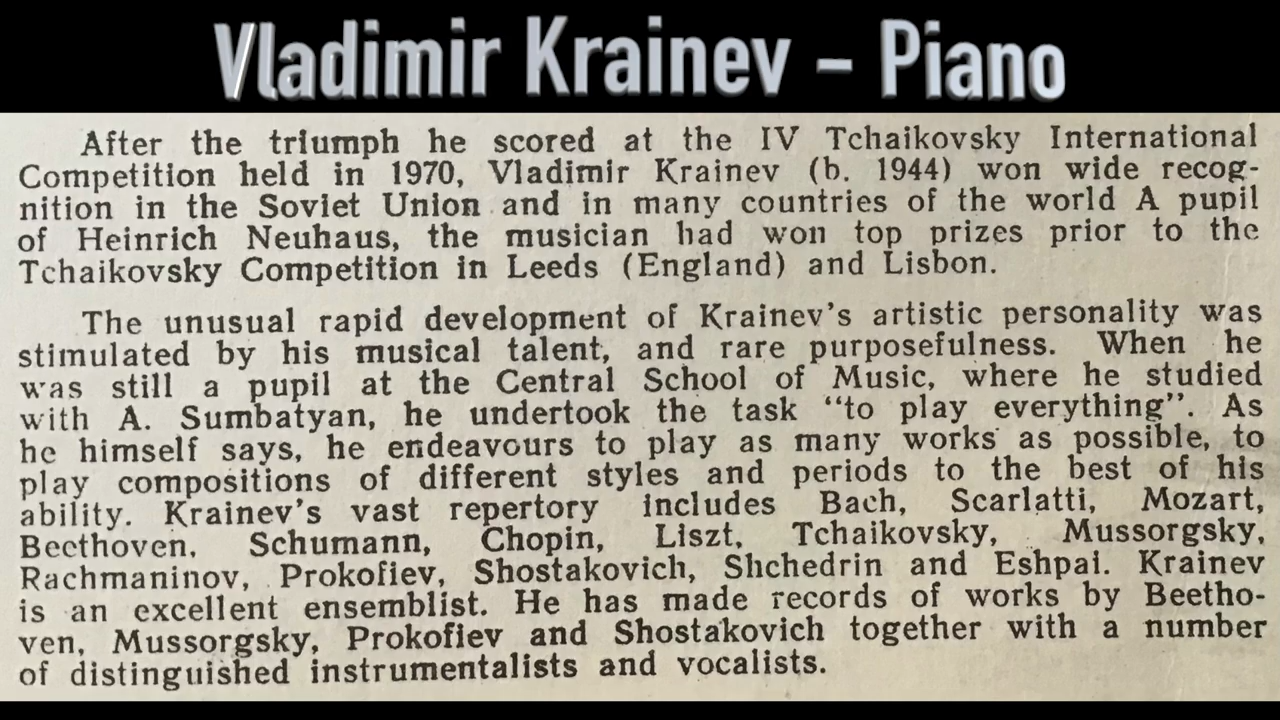 Vladimir Krainev – Piano
After the triumph he scored at the IV Tchaikovsky International
Competition held in 1970, Vladimir Krainev (b. 1944) won wide recog-
nition in the Soviet Union and in many countries of the world A pupil
of Heinrich Neuhaus, the musician had won top prizes prior to the
Tchaikovsky Competition in Leeds (England) and Lisbon.
The unusual rapid development of Krainev's artistic personality was
stimulated by his musical talent, and rare purposefulness. When he
was still a pupil at the Central School of Music, where he studied
with A. Sumbatyan, he undertook the task “to play everything”. As
he himself says, he endeavours to play as many works as possible, to
play compositions of different styles and periods to the best of his
ability. Krainev's vast repertory includes Bach, Scarlatti, Mozart,
Beethoven, Schumann, Chopin, Liszt, Tchaikovsky, Mussorgsky,
Rachmaninov, Prokofiev, Shostakovich, Shchedrin and Eshpai. Krainev
is an excellent ensemblist. He has made records of works by Beetho-
ven, Mussorgsky, Prokofiev and Shostakovich together with a number
of distinguished instrumentalists and vocalists.